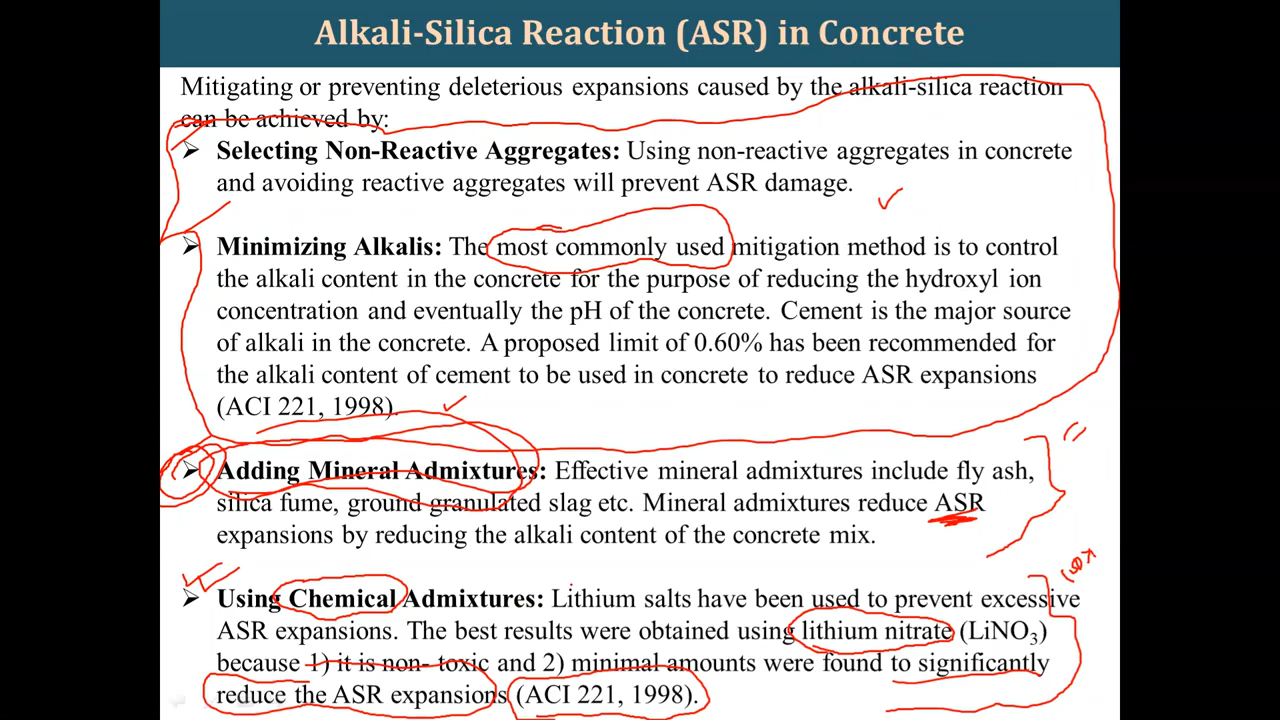 Alkali-Silica Reaction (ASR) in Concrete
Mitigating or preventing deleterious expansions caused by the alkali-silica reaction
can be achieved by:
➢ Selecting Non-Reactive Aggregates: Using non-reactive aggregates in concrete
and avoiding reactive aggregates will prevent ASR damage.
➢ Minimizing Alkalis: The most commonly used mitigation method is to control
the alkali content in the concrete for the purpose of reducing the hydroxyl ion
concentration and eventually the pH of the concrete. Cement is the major source
of alkali in the concrete. A proposed limit of 0.60% has been recommended for
the alkali content of cement to be used in concrete to reduce ASR expansions
(ACI 221, 1998).
➢ Adding Mineral Admixtures: Effective mineral admixtures include fly ash,
silica fume, ground granulated slag etc. Mineral admixtures reduce ASR
expansions by reducing the alkali content of the concrete mix.
➢ Using Chemical Admixtures: Lithium salts have been used to prevent excessive
ASR expansions. The best results were obtained using lithium nitrate (LiNO₃)
because 1) it is non- toxic and 2) minimal amounts were found to significantly
reduce the ASR expansions (ACI 221, 1998).